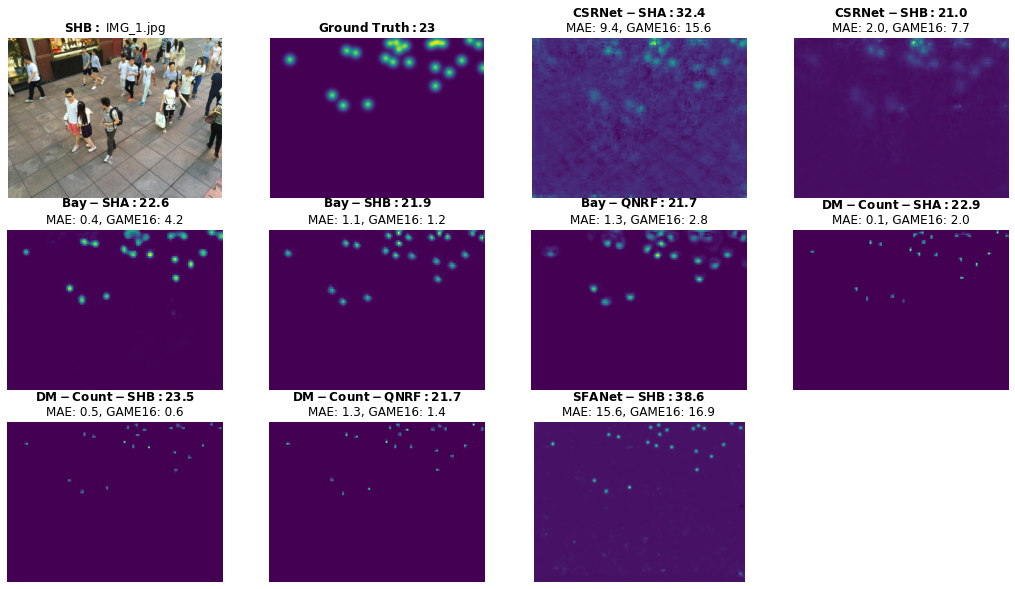 SHB: IMG_1.jpg
Ground Truth: 23
CSRNet − SHA: 32.4
MAE: 9.4, GAME16: 15.6
CSRNet − SHB: 21.0
MAE: 2.0, GAME16: 7.7
Bay − SHA: 22.6
MAE: 0.4, GAME16: 4.2
Bay − SHB: 21.9
MAE: 1.1, GAME16: 1.2
Bay − QNRF: 21.7
MAE: 1.3, GAME16: 2.8
DM − Count − SHA: 22.9
MAE: 0.1, GAME16: 2.0
DM − Count − SHB: 23.5
MAE: 0.5, GAME16: 0.6
DM − Count − QNRF: 21.7
MAE: 1.3, GAME16: 1.4
SFANet − SHB: 38.6
MAE: 15.6, GAME16: 16.9